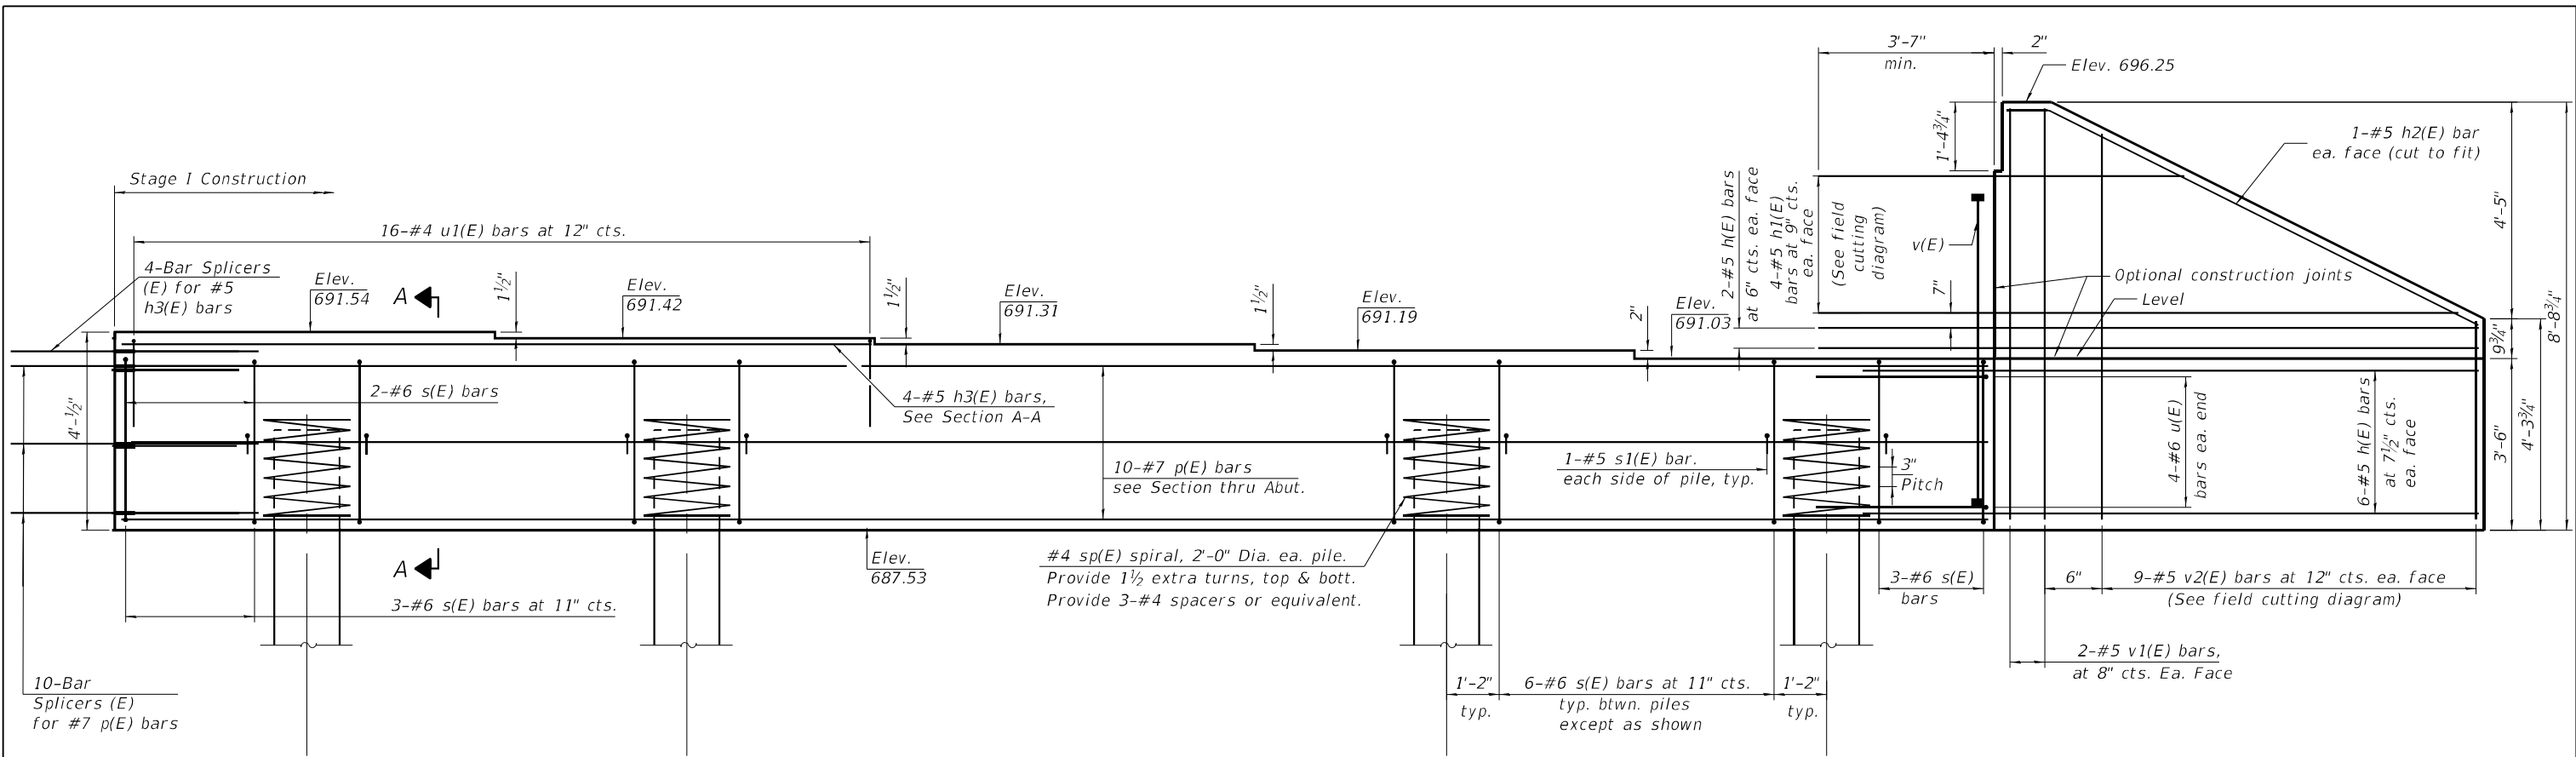 3'-7"
min.
2"
Elev. 696.25
1'-4¾"
1-#5 h2(E) bar
ea. face (cut to fit)
Stage I Construction
16-#4 u1(E) bars at 12" cts.
4-Bar Splicers
(E) for #5
h3(E) bars
Elev.
691.54
A
1½"
Elev.
691.42
1½"
Elev.
691.31
1½"
Elev.
691.19
2"
Elev.
691.03
2-#5 h(E) bars
at 6" cts. ea. face
4-#5 h1(E)
bars at 9" cts.
ea. face
(See field
cutting
diagram)
7"
v(E)
Optional construction joints
Level
4'-5"
9¾"
8'-8¾"
3'-6"
4'-3¾"
4'-½"
2-#6 s(E) bars
4-#5 h3(E) bars,
See Section A-A
10-#7 p(E) bars
see Section thru Abut.
1-#5 s1(E) bar.
each side of pile, typ.
3"
Pitch
4-#6 u(E)
bars ea. end
6-#5 h(E) bars
at 7½" cts.
ea. face
A
Elev.
687.53
#4 sp(E) spiral, 2'-0" Dia. ea. pile.
Provide 1½ extra turns, top & bott.
Provide 3-#4 spacers or equivalent.
3-#6 s(E) bars at 11" cts.
3-#6 s(E)
bars
6"
9-#5 v2(E) bars at 12" cts. ea. face
(See field cutting diagram)
2-#5 v1(E) bars,
at 8" cts. Ea. Face
10-Bar
Splicers (E)
for #7 p(E) bars
1'-2"
typ.
6-#6 s(E) bars at 11" cts.
typ. btwn. piles
except as shown
1'-2"
typ.